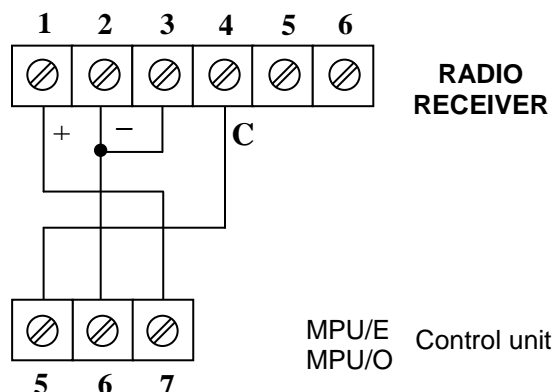 1 2 3 4 5 6
RADIO
RECEIVER
+ − C
MPU/E
MPU/O
Control unit
5 6 7